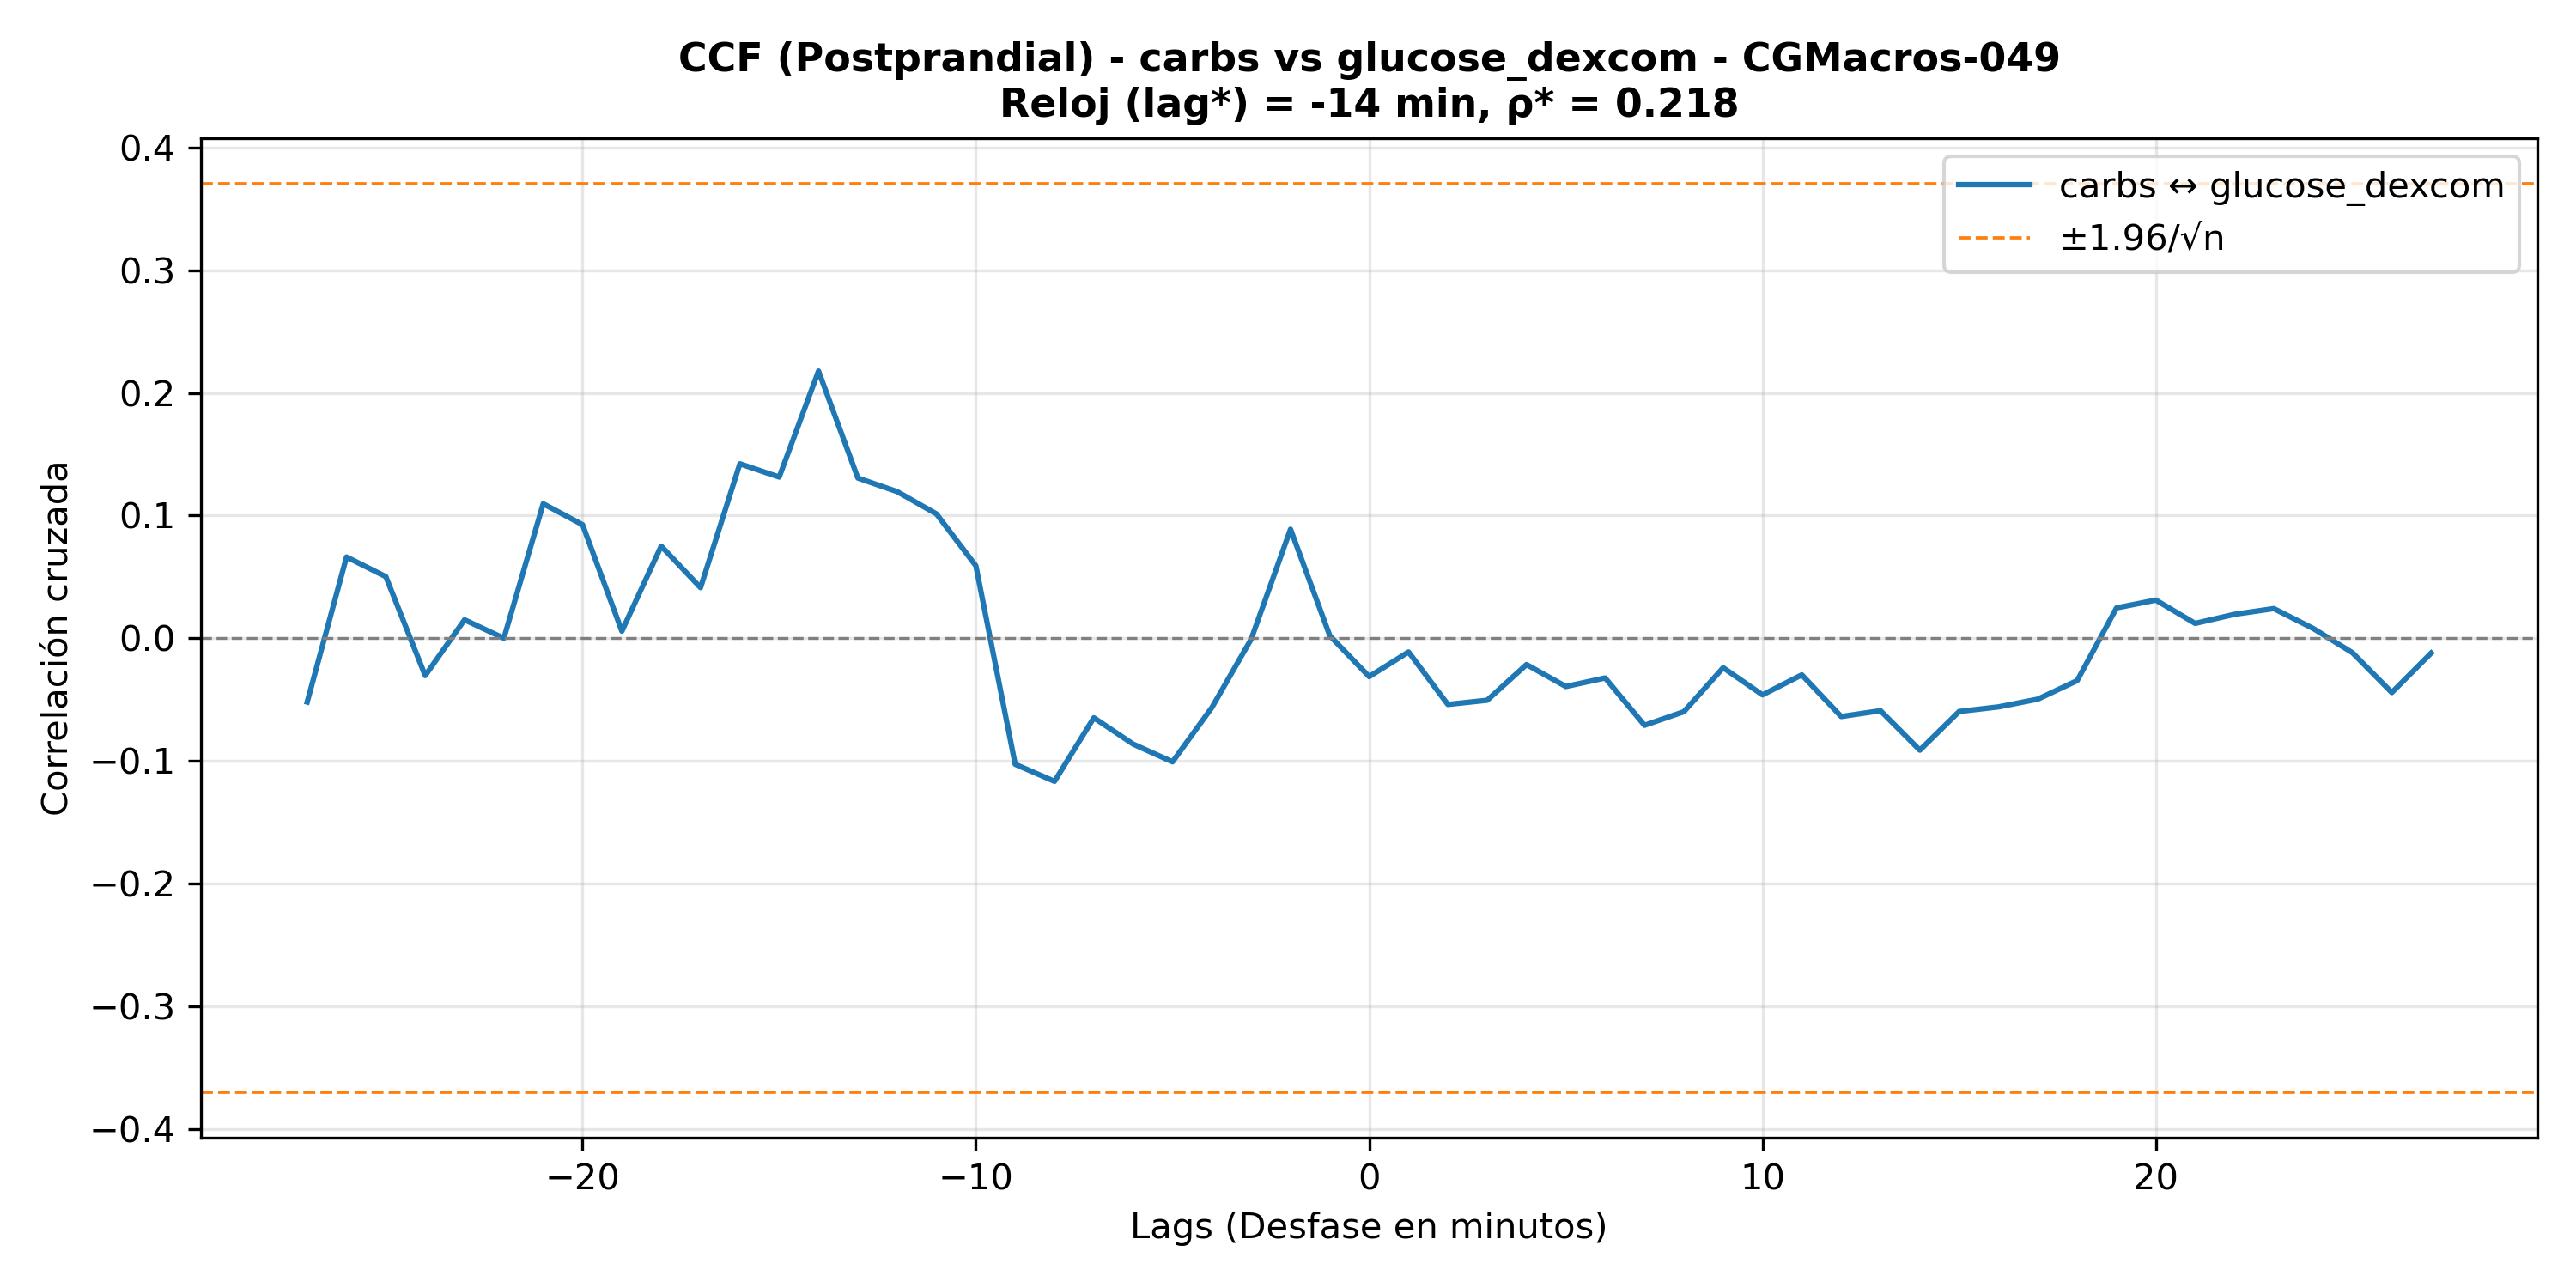 CCF (Postprandial) - carbs vs glucose_dexcom - CGMacros-049
Reloj (lag*) = -14 min, ρ* = 0.218
carbs ↔ glucose_dexcom
±1.96/√n
Correlación cruzada
0.4
0.3
0.2
0.1
0.0
−0.1
−0.2
−0.3
−0.4
−20 −10 0 10 20
Lags (Desfase en minutos)